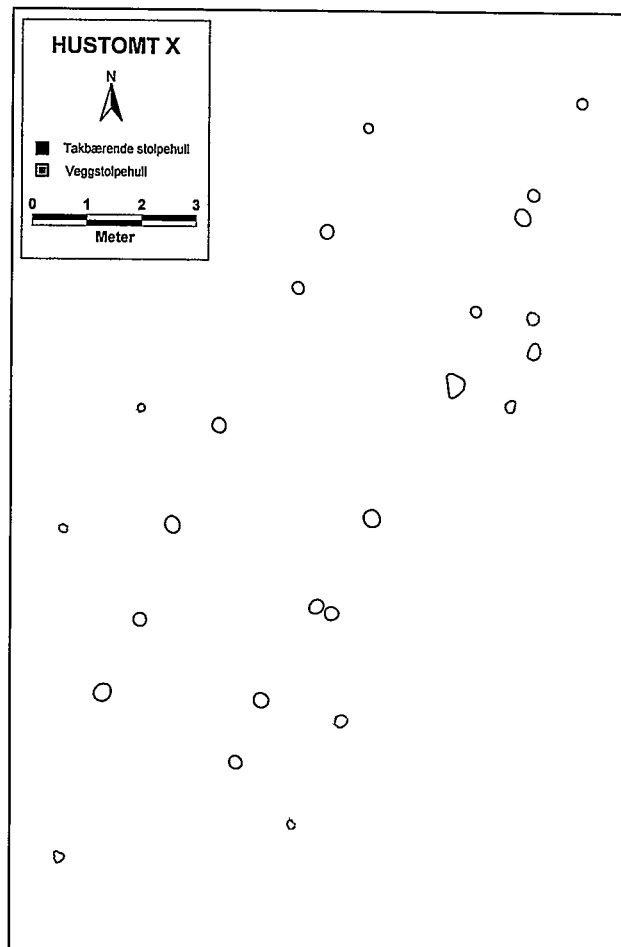 HUSTOMT X
N
Takbærende stolpehull
Veggstolpehull
0 1 2 3
Meter